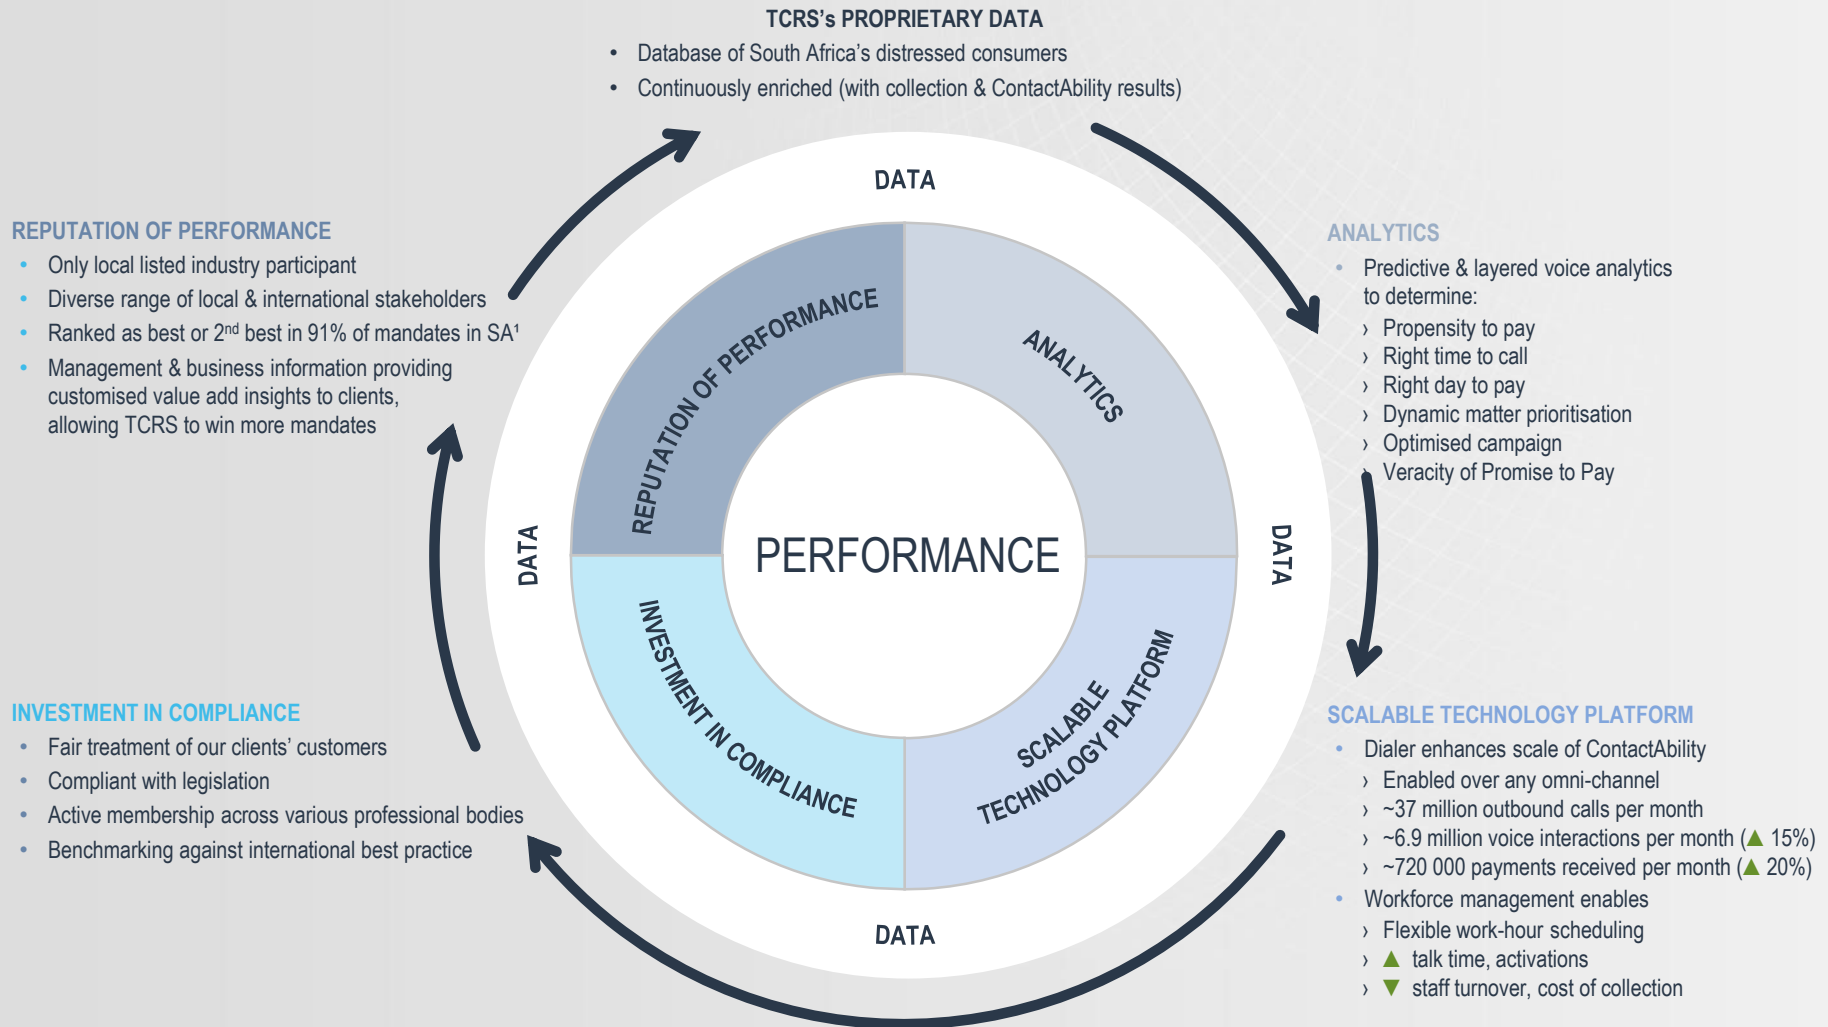 TCRS's PROPRIETARY DATA
• Database of South Africa's distressed consumers
• Continuously enriched (with collection & ContactAbility results)
REPUTATION OF PERFORMANCE
• Only local listed industry participant
• Diverse range of local & international stakeholders
• Ranked as best or 2nd best in 91% of mandates in SA¹
• Management & business information providing
customised value add insights to clients,
allowing TCRS to win more mandates
INVESTMENT IN COMPLIANCE
• Fair treatment of our clients' customers
• Compliant with legislation
• Active membership across various professional bodies
• Benchmarking against international best practice
DATA
DATA
DATA
DATA
REPUTATION OF PERFORMANCE
ANALYTICS
PERFORMANCE
INVESTMENT IN COMPLIANCE
SCALABLE
TECHNOLOGY PLATFORM
ANALYTICS
• Predictive & layered voice analytics
to determine:
› Propensity to pay
› Right time to call
› Right day to pay
› Dynamic matter prioritisation
› Optimised campaign
› Veracity of Promise to Pay
SCALABLE TECHNOLOGY PLATFORM
• Dialer enhances scale of ContactAbility
› Enabled over any omni-channel
› ~37 million outbound calls per month
› ~6.9 million voice interactions per month (▲ 15%)
› ~720 000 payments received per month (▲ 20%)
• Workforce management enables
› Flexible work-hour scheduling
› ▲ talk time, activations
› ▼ staff turnover, cost of collection